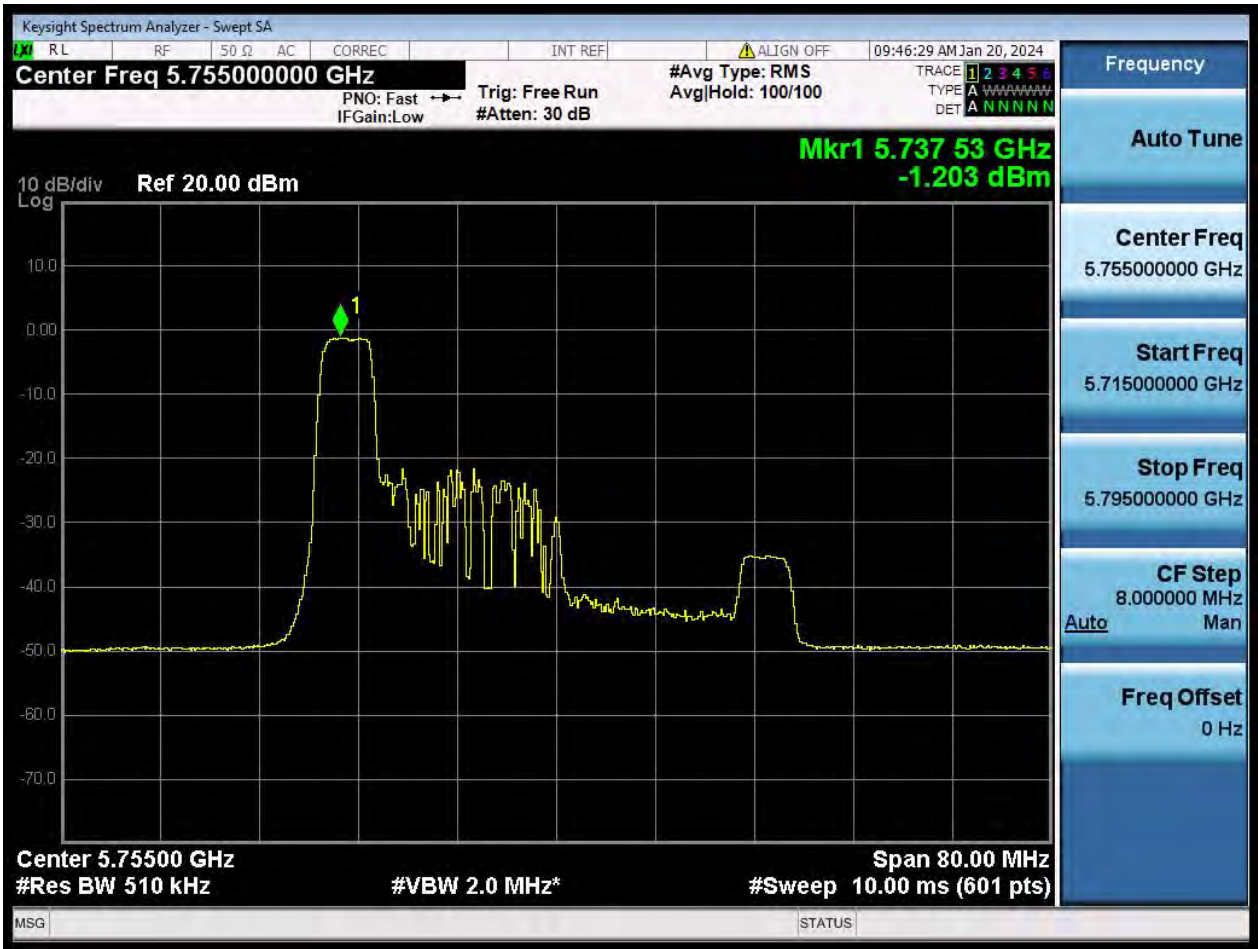 Keysight Spectrum Analyzer - Swept SA
LXI RL RF 50 Ω AC CORREC INT REF ALIGN OFF 09:46:29 AM Jan 20, 2024
Center Freq 5.755000000 GHz
PNO: Fast
IFGain:Low
Trig: Free Run
#Atten: 30 dB
#Avg Type: RMS
Avg|Hold: 100/100
TRACE 1 2 3 4 5 6
TYPE A WWWWW
DET A N N N N N
Mkr1 5.737 53 GHz
-1.203 dBm
10 dB/div Ref 20.00 dBm
Log
10.0
0.00
-10.0
-20.0
-30.0
-40.0
-50.0
-60.0
-70.0
1
Center 5.75500 GHz Span 80.00 MHz
#Res BW 510 kHz #VBW 2.0 MHz* #Sweep 10.00 ms (601 pts)
MSG STATUS
Frequency
Auto Tune
Center Freq
5.755000000 GHz
Start Freq
5.715000000 GHz
Stop Freq
5.795000000 GHz
CF Step
8.000000 MHz
Auto Man
Freq Offset
0 Hz